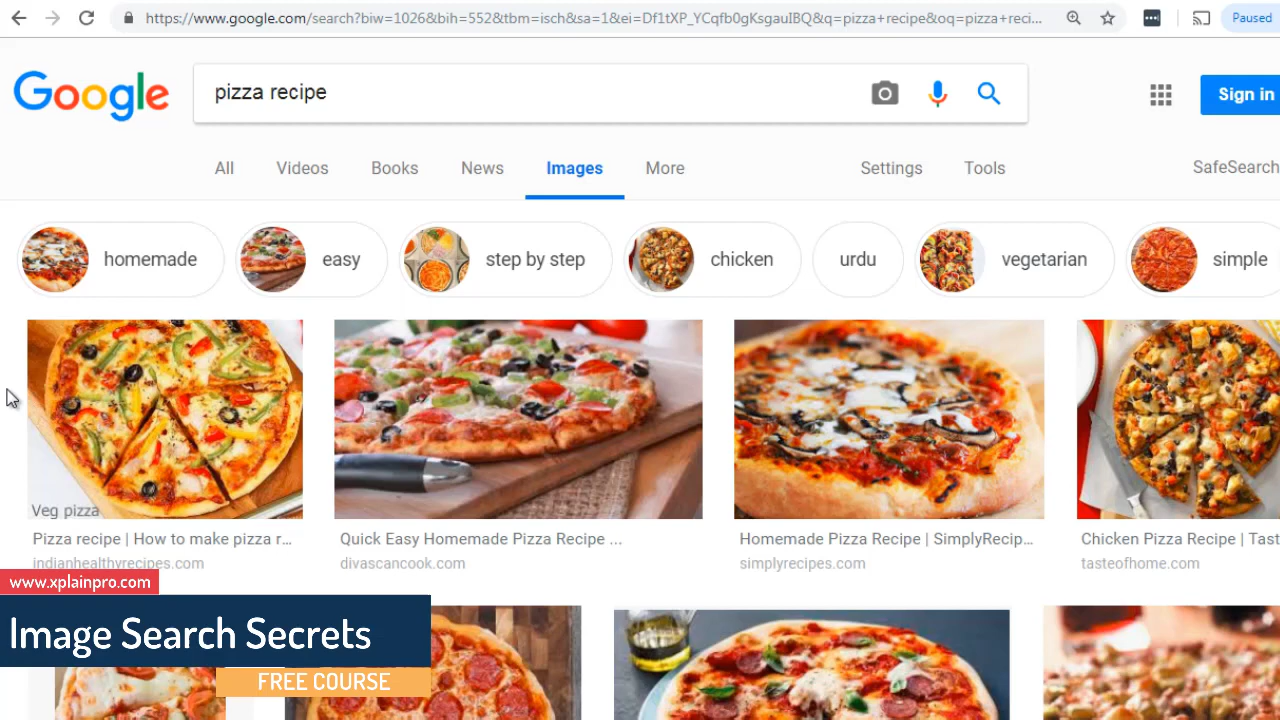 https://www.google.com/search?biw=1026&bih=552&tbm=isch&sa=1&ei=Df1tXP_YCqfb0gKsgauIBQ&q=pizza+recipe&oq=pizza+reci...
Paused
Google
pizza recipe
Sign in
All Videos Books News Images More Settings Tools SafeSearch
homemade easy step by step chicken urdu vegetarian simple
Veg pizza
Pizza recipe | How to make pizza r...
indianhealthyrecipes.com
Quick Easy Homemade Pizza Recipe ...
divascancook.com
Homemade Pizza Recipe | SimplyRecip...
simplyrecipes.com
Chicken Pizza Recipe | Tast
tasteofhome.com
www.xplainpro.com
Image Search Secrets
FREE COURSE